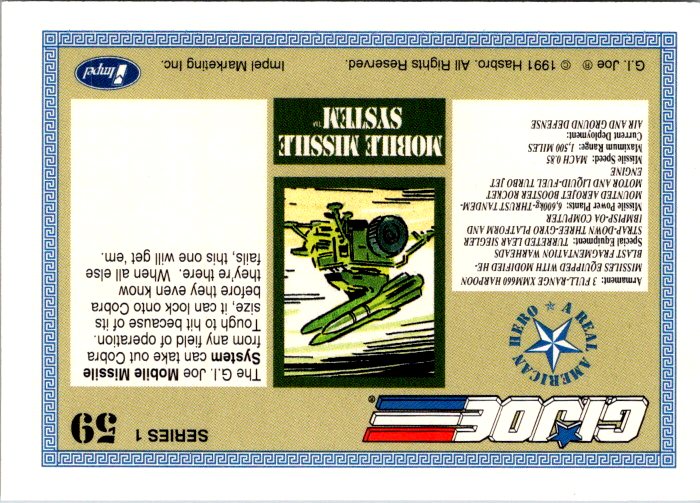 G.I. JOE ®
A REAL AMERICAN HERO
SERIES 1
59
Armament: 3 FULL-RANGE XMM660 HARPOON
MISSILES EQUIPPED WITH MODIFIED HE-
BLAST FRAGMENTATION WARHEADS
Special Equipment: TURRETED LEAR SIEGLER
STRAP-DOWN THREE-GYRO PLATFORM AND
IBM/PSP-OA COMPUTER
Missile Power Plants: 6,600kg.-THRUST TANDEM-
MOUNTED AEROJET BOOSTER ROCKET
MOTOR AND LIQUID-FUEL TURBO JET
ENGINE
Missile Speed: MACH 0.85
Maximum Range: 1,500 MILES
Current Deployment:
AIR AND GROUND DEFENSE
MOBILE MISSILE
SYSTEM™
The G.I. Joe Mobile Missile
System can take out Cobra
from any field of operation.
Tough to hit because of its
size, it can lock onto Cobra
before they even know
they're there. When all else
fails, this one will get 'em.
G.I. Joe ® © 1991 Hasbro. All Rights Reserved. Impel Marketing Inc.
Impel